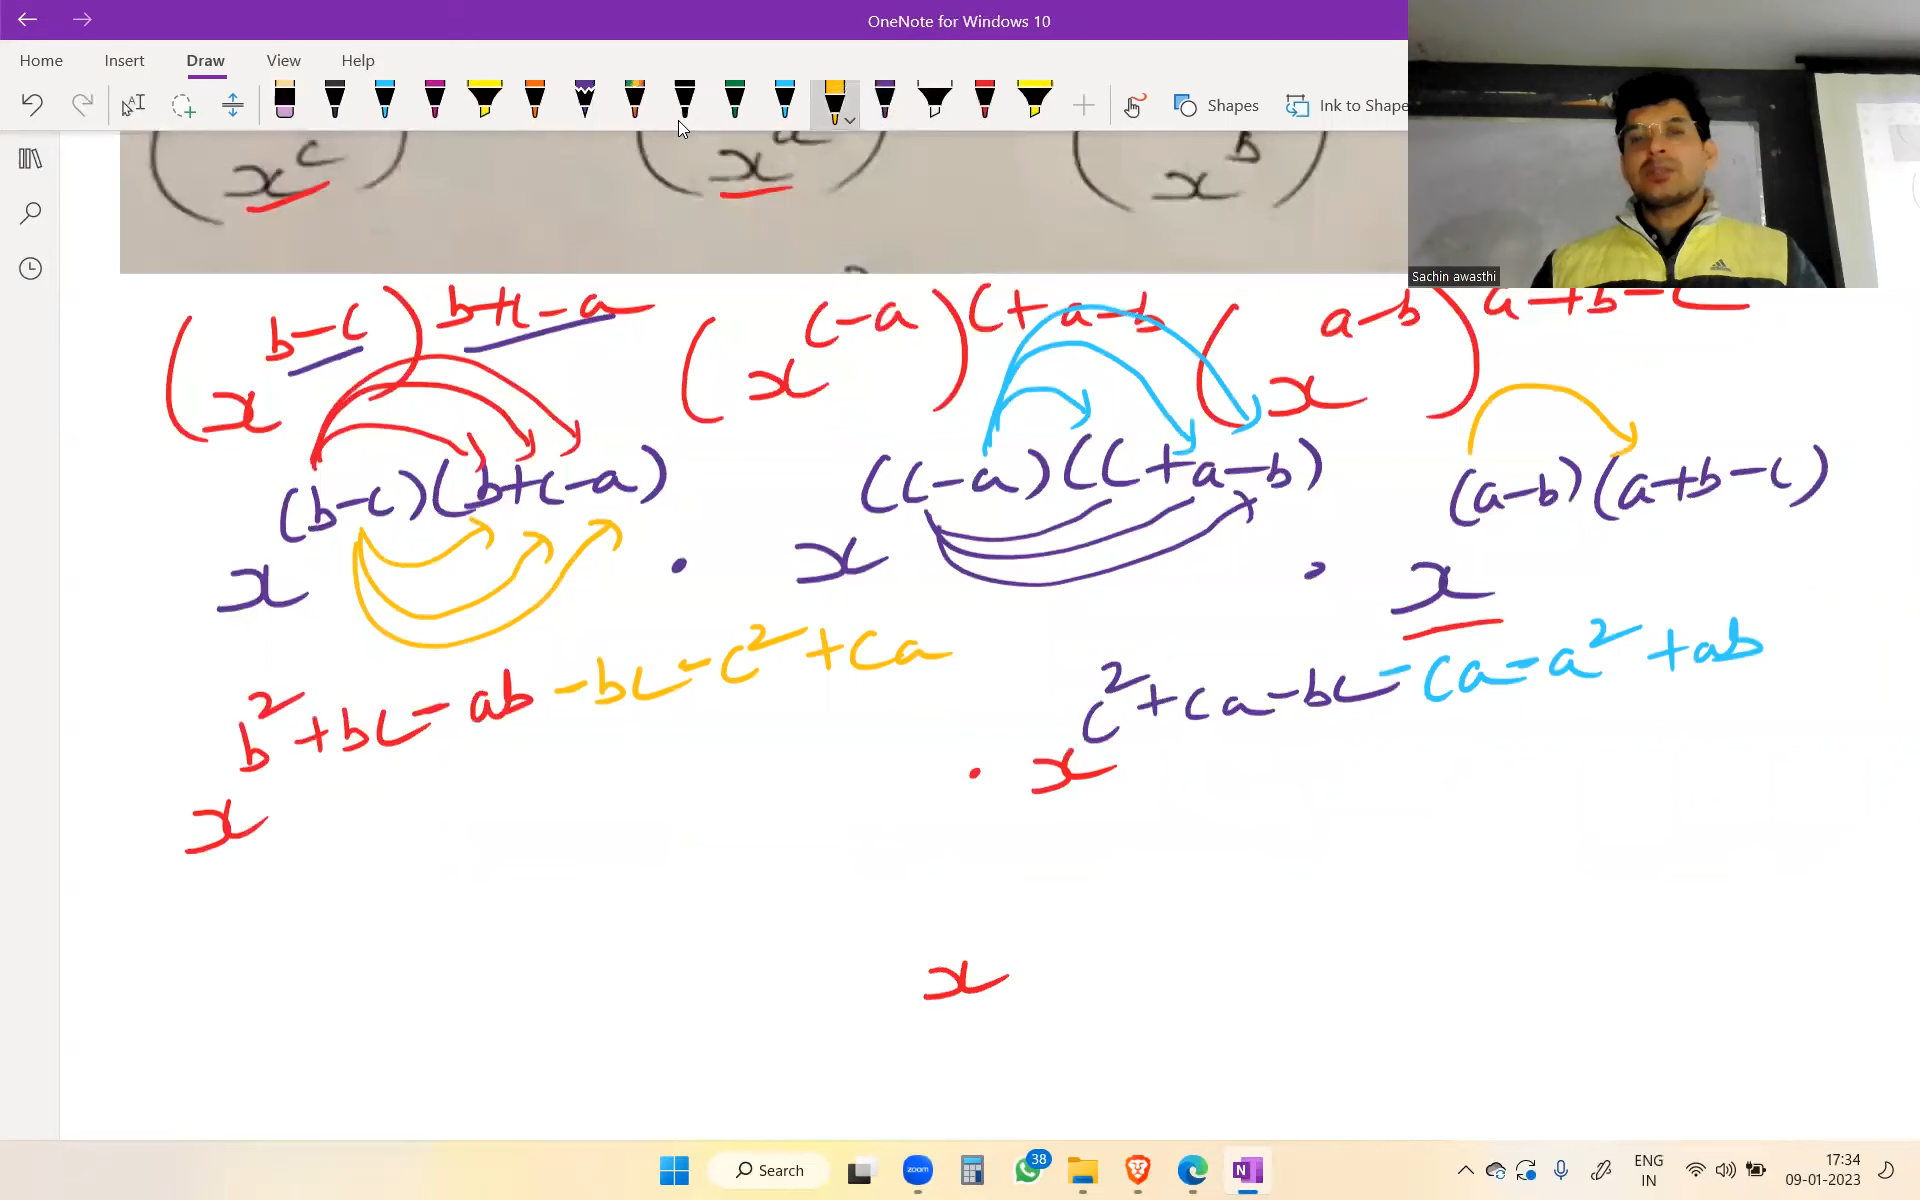 OneNote for Windows 10
Home Insert Draw View Help
Shapes Ink to Shape
x^c x^a x^b
Sachin awasthi
(x^b-c)^b+c-a (x^c-a)^c+a-b (x^a-b)^a+b-c
x^(b-c)(b+c-a) . x^(c-a)(c+a-b) . x^(a-b)(a+b-c)
x^b²+bc-ab-bc-c²+ca . x^c²+ca-bc-ca-a²+ab
x
Search zoom 38 ENG IN 17:34 09-01-2023